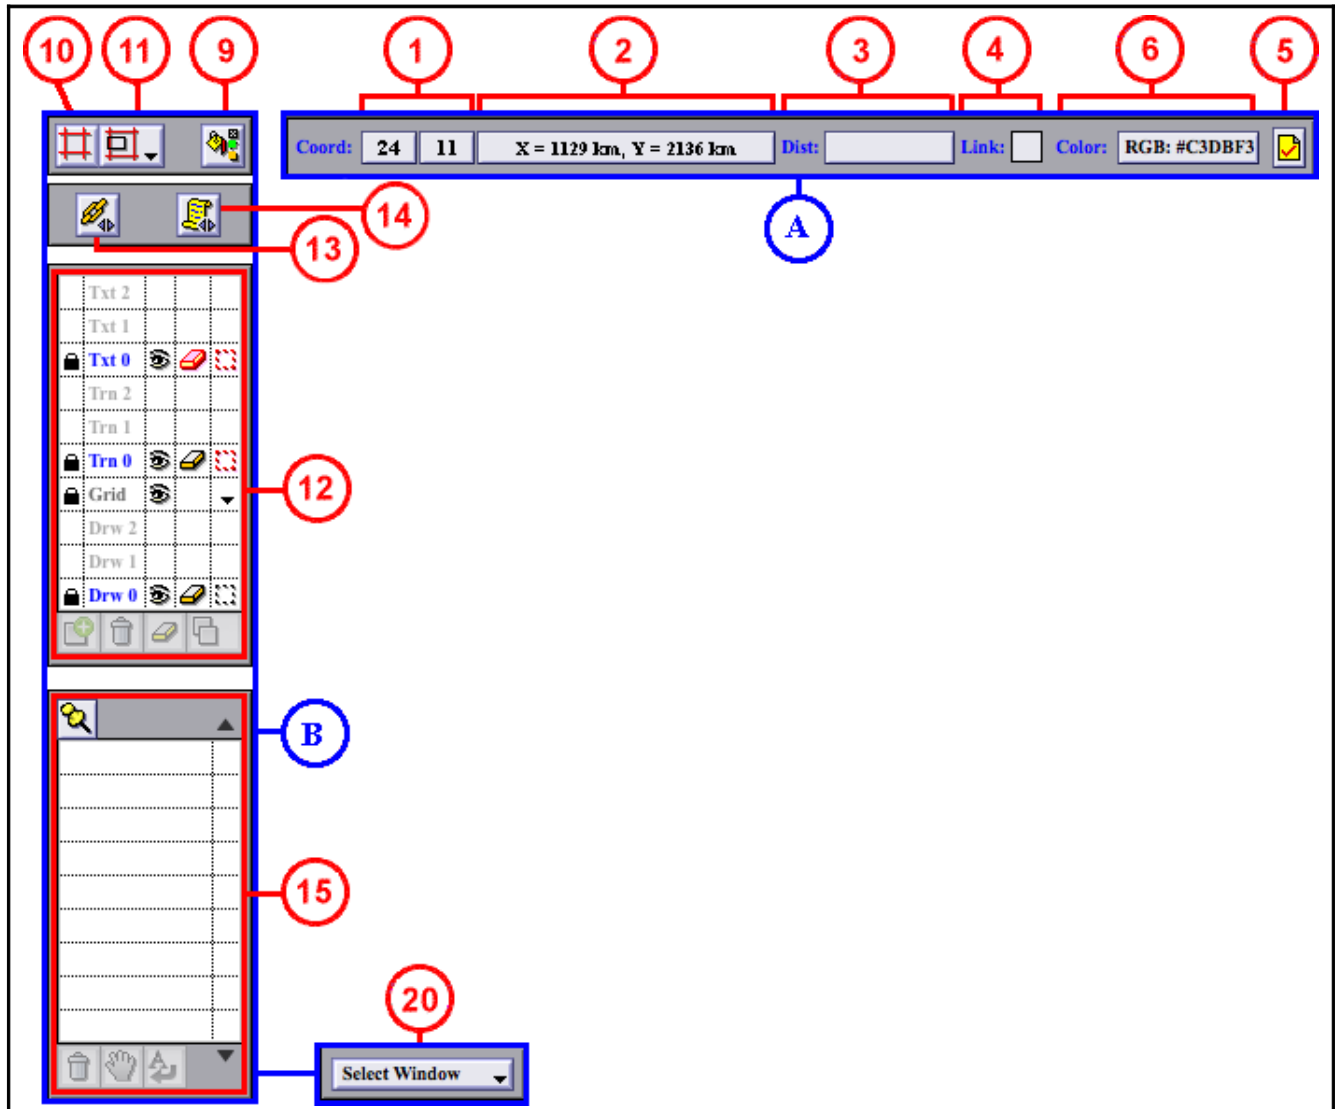 10 11 9 1 2 3 4 6 5
Coord: 24 11 X = 1129 km, Y = 2136 km Dist: Link: Color: RGB: #C3DBF3
14
A
13
Txt 2
Txt 1
Txt 0
Trn 2
Trn 1
Trn 0
Grid
12
Drw 2
Drw 1
Drw 0
B
15
20
Select Window